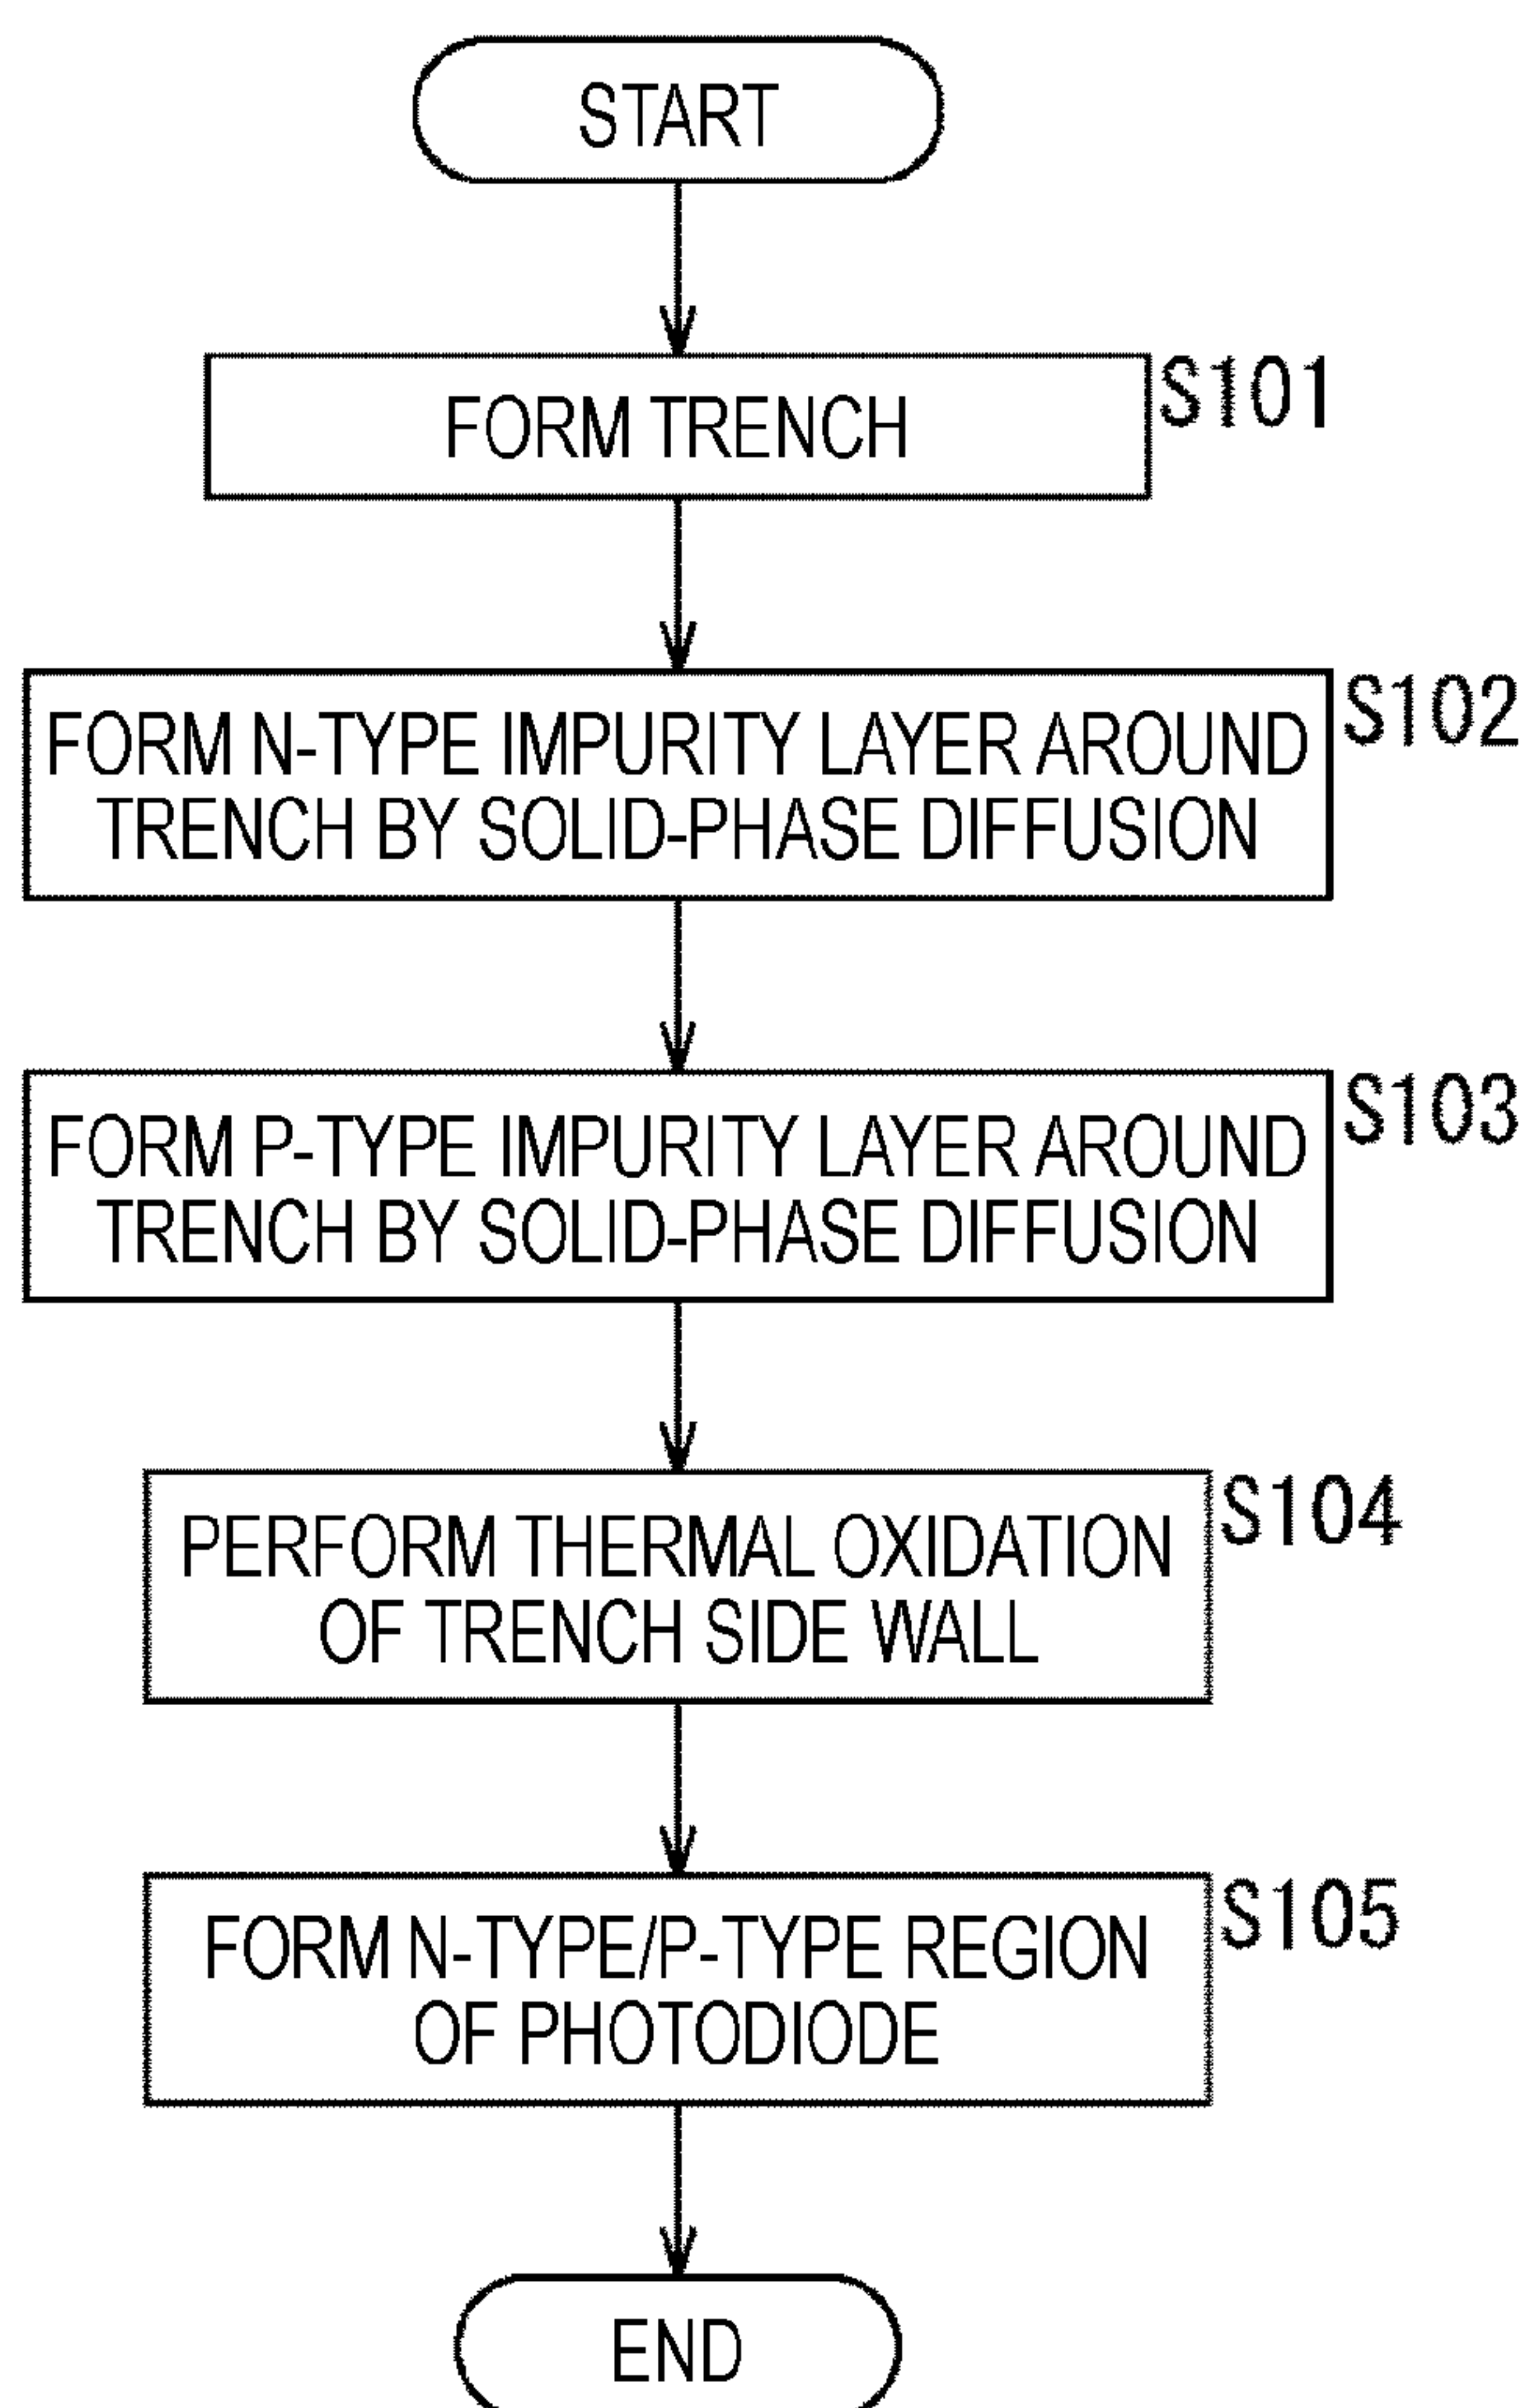 START
FORM TRENCH
S101
FORM N-TYPE IMPURITY LAYER AROUND
TRENCH BY SOLID-PHASE DIFFUSION
S102
FORM P-TYPE IMPURITY LAYER AROUND
TRENCH BY SOLID-PHASE DIFFUSION
S103
PERFORM THERMAL OXIDATION
OF TRENCH SIDE WALL
S104
FORM N-TYPE/P-TYPE REGION
OF PHOTODIODE
S105
END